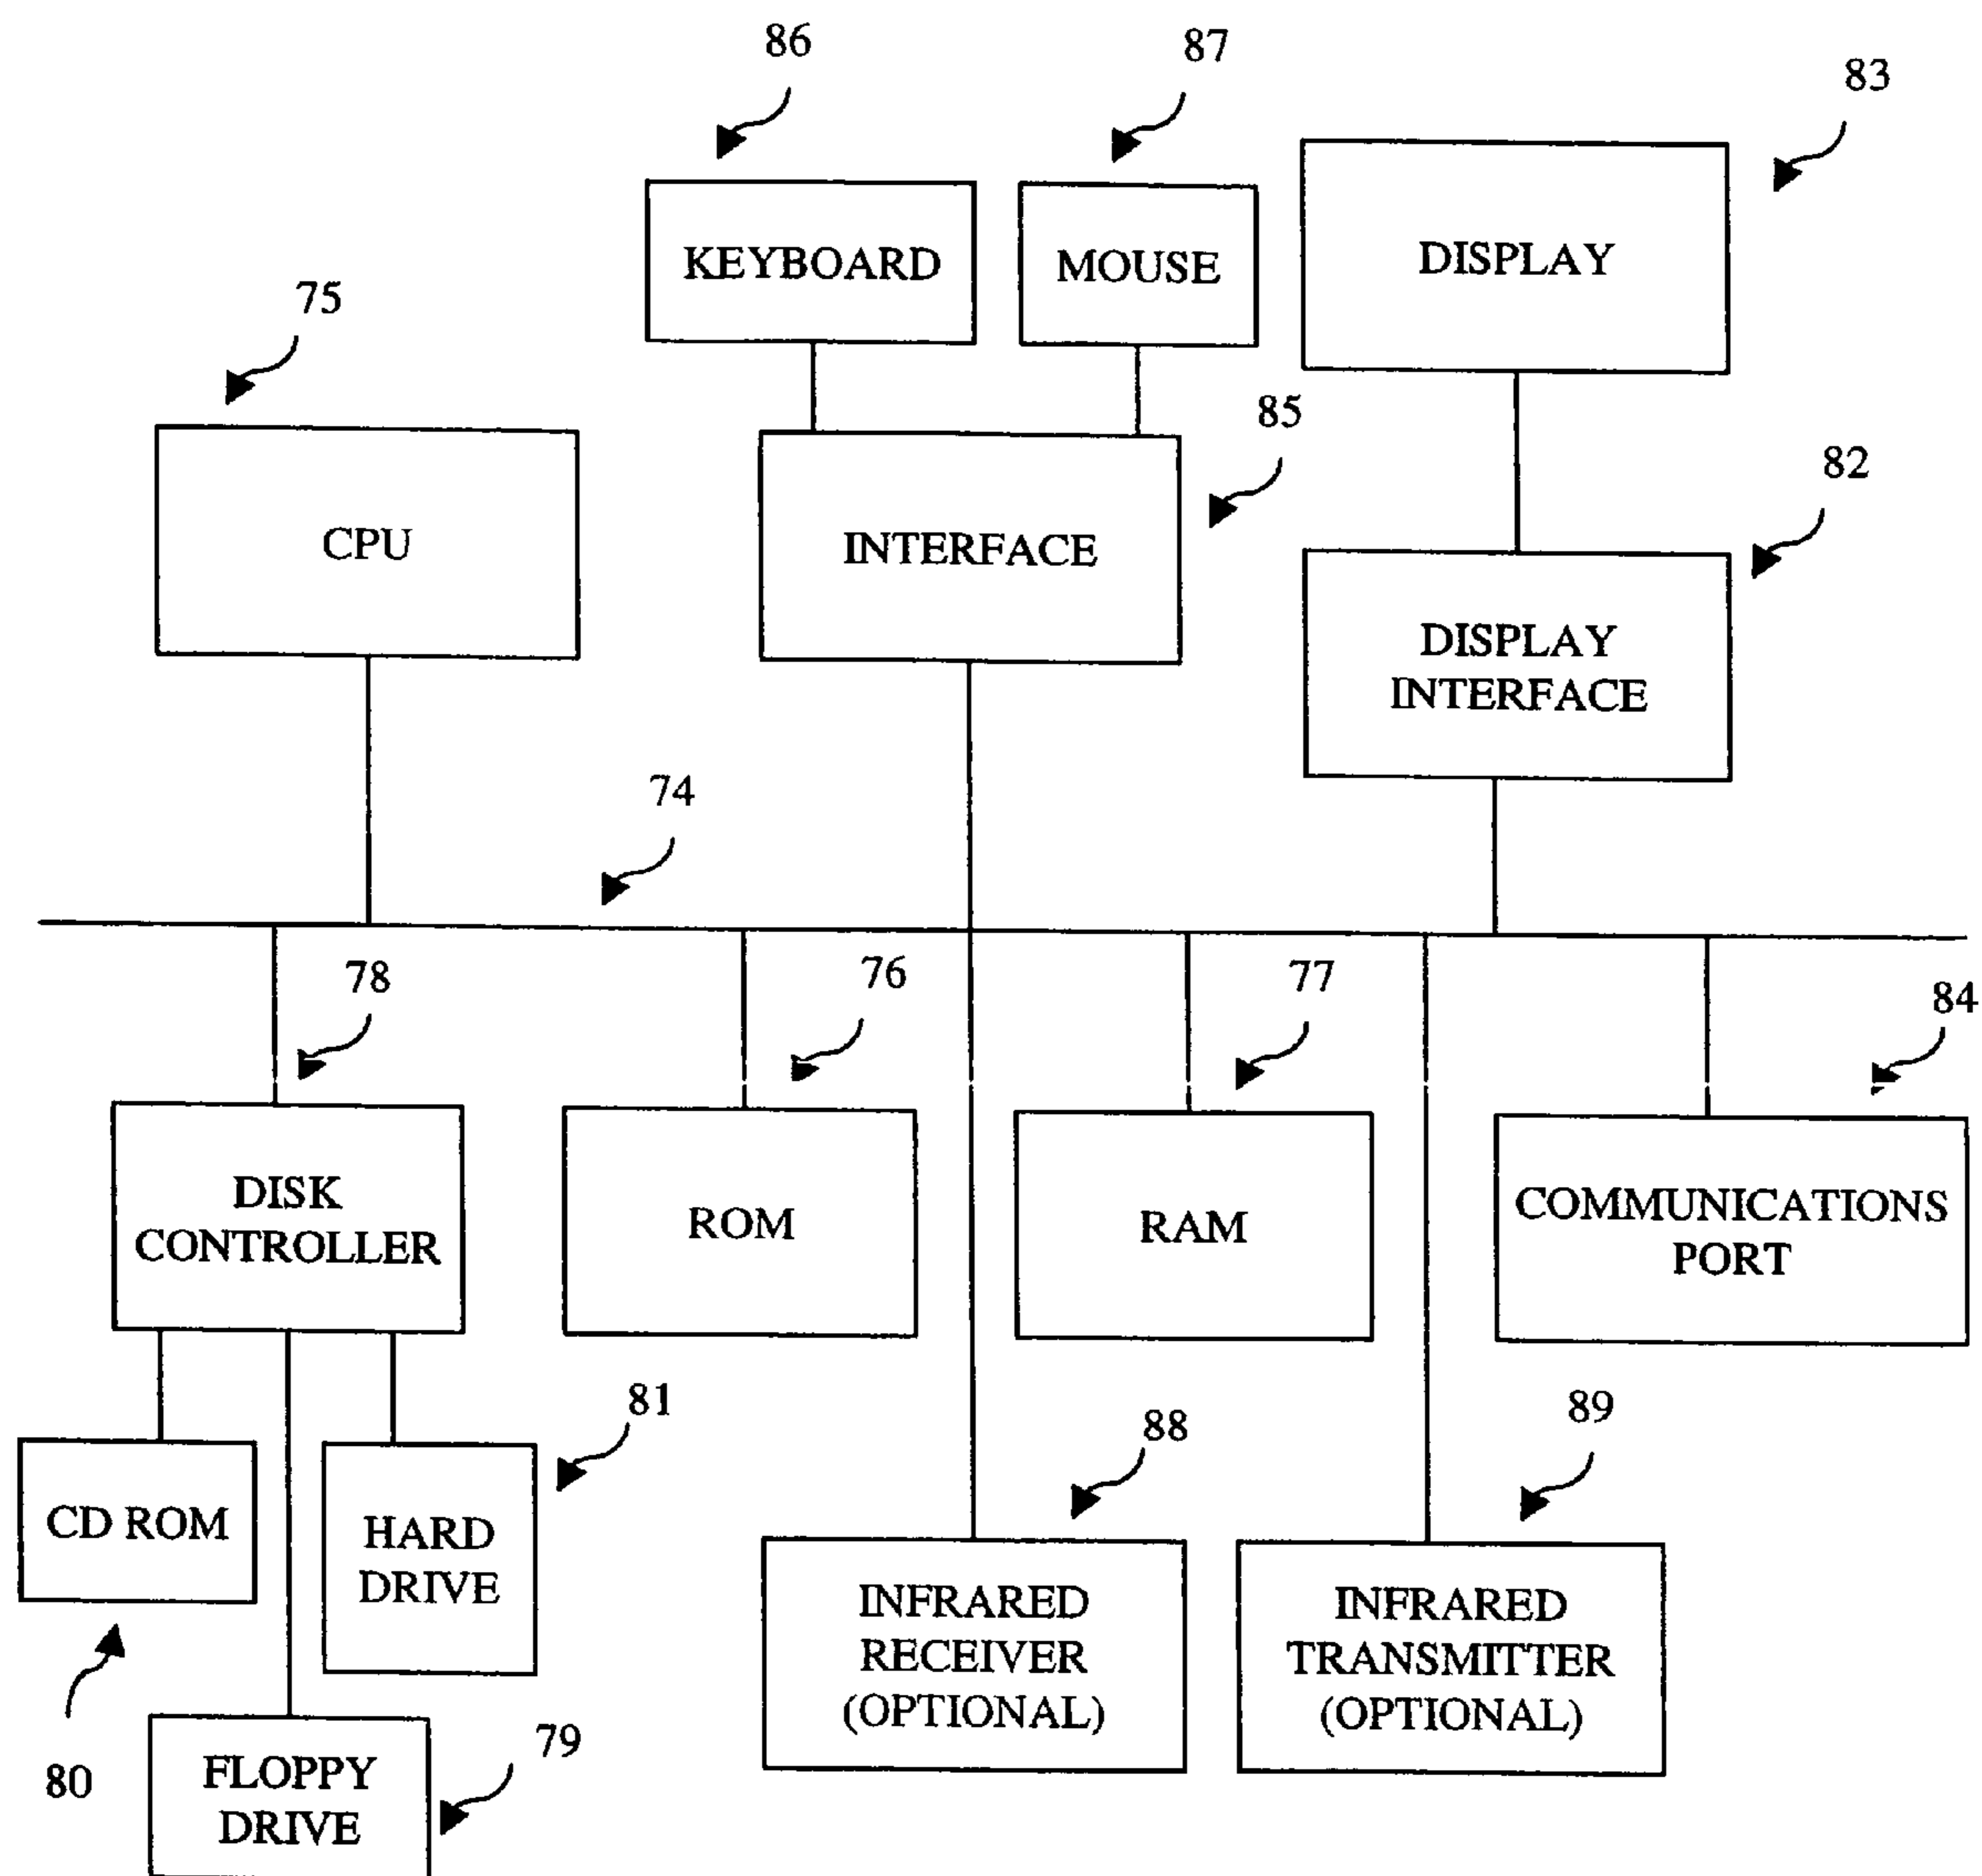 86
87
83
KEYBOARD
MOUSE
DISPLAY
75
85
82
CPU
INTERFACE
DISPLAY
INTERFACE
74
78
76
77
84
DISK
CONTROLLER
ROM
RAM
COMMUNICATIONS
PORT
81
88
89
CD ROM
HARD
DRIVE
INFRARED
RECEIVER
(OPTIONAL)
INFRARED
TRANSMITTER
(OPTIONAL)
80
FLOPPY
DRIVE
79